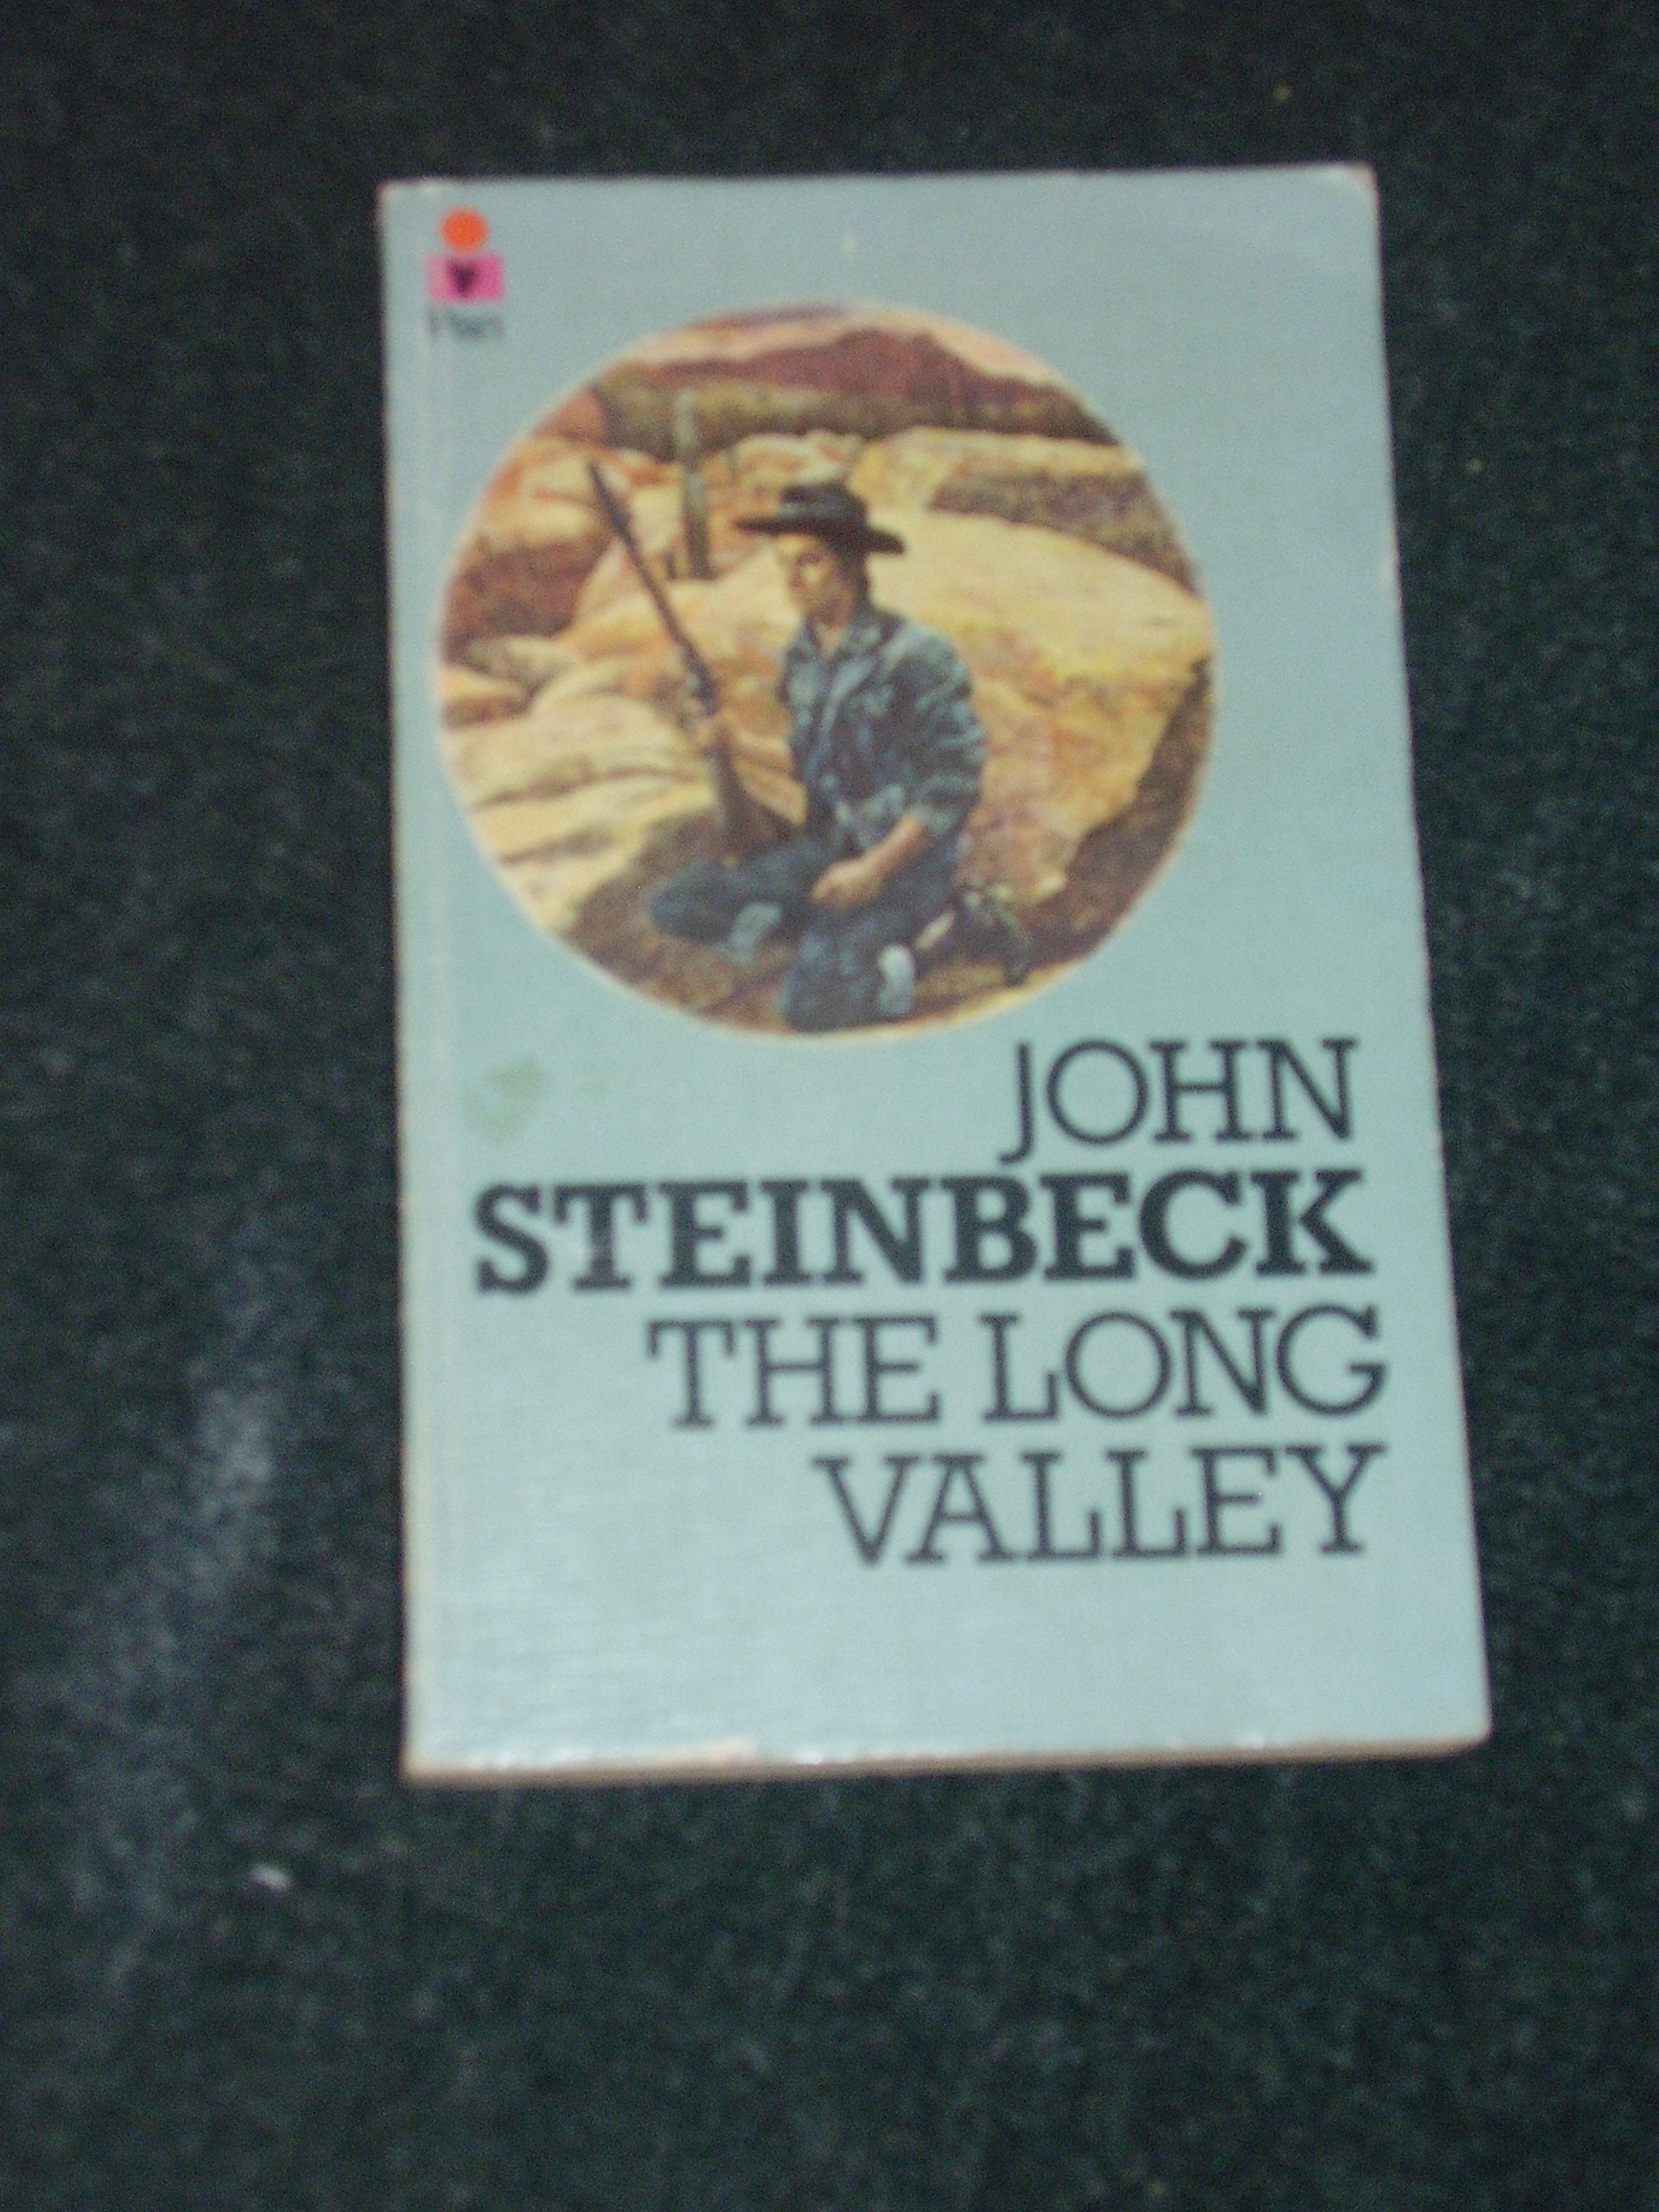 Pan
JOHN
STEINBECK
THE LONG
VALLEY